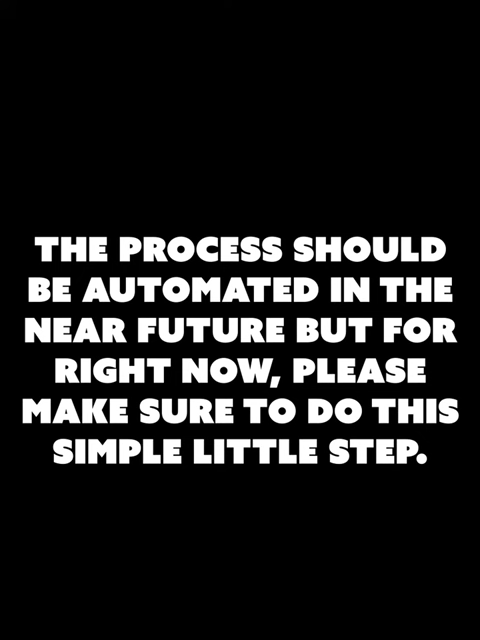 THE PROCESS SHOULD
BE AUTOMATED IN THE
NEAR FUTURE BUT FOR
RIGHT NOW, PLEASE
MAKE SURE TO DO THIS
SIMPLE LITTLE STEP.